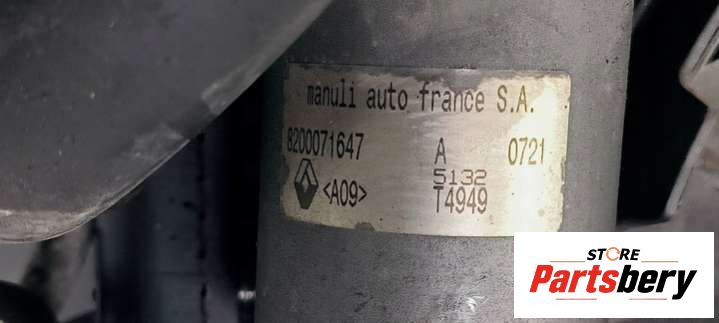 manuli auto france S.A.
8200071647 A 0721
5132
<A09> T4949
STORE
Partsbery